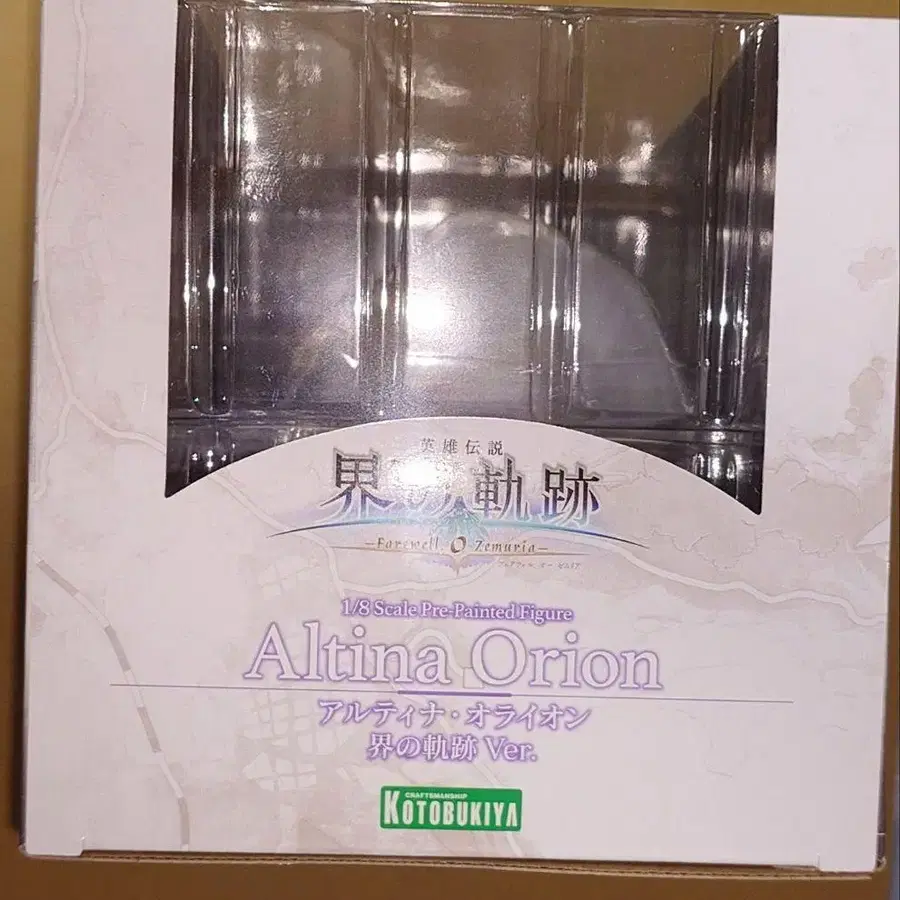 英雄伝説
界の軌跡
-Farewell, O Zemuria-
フェアウェル オー ゼムリア
1/8 Scale Pre-Painted Figure
Altina Orion
アルティナ・オライオン
界の軌跡 Ver.
CRAFTSMANSHIP
KOTOBUKIYA